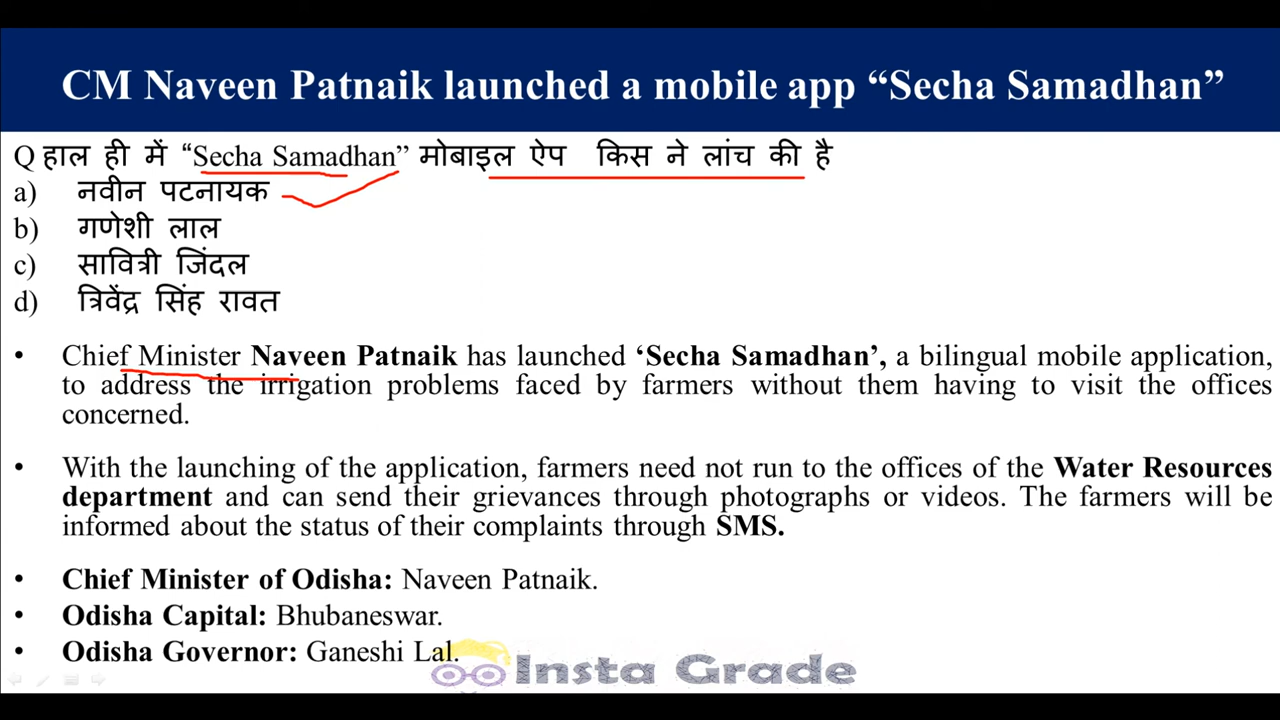 CM Naveen Patnaik launched a mobile app “Secha Samadhan”
Q हाल ही में “Secha Samadhan” मोबाइल ऐप किस ने लांच की है
a) नवीन पटनायक
b) गणेशी लाल
c) सावित्री जिंदल
d) त्रिवेंद्र सिंह रावत
• Chief Minister Naveen Patnaik has launched ‘Secha Samadhan’, a bilingual mobile application,
to address the irrigation problems faced by farmers without them having to visit the offices
concerned.
• With the launching of the application, farmers need not run to the offices of the Water Resources
department and can send their grievances through photographs or videos. The farmers will be
informed about the status of their complaints through SMS.
• Chief Minister of Odisha: Naveen Patnaik.
• Odisha Capital: Bhubaneswar.
• Odisha Governor: Ganeshi Lal.
Insta Grade